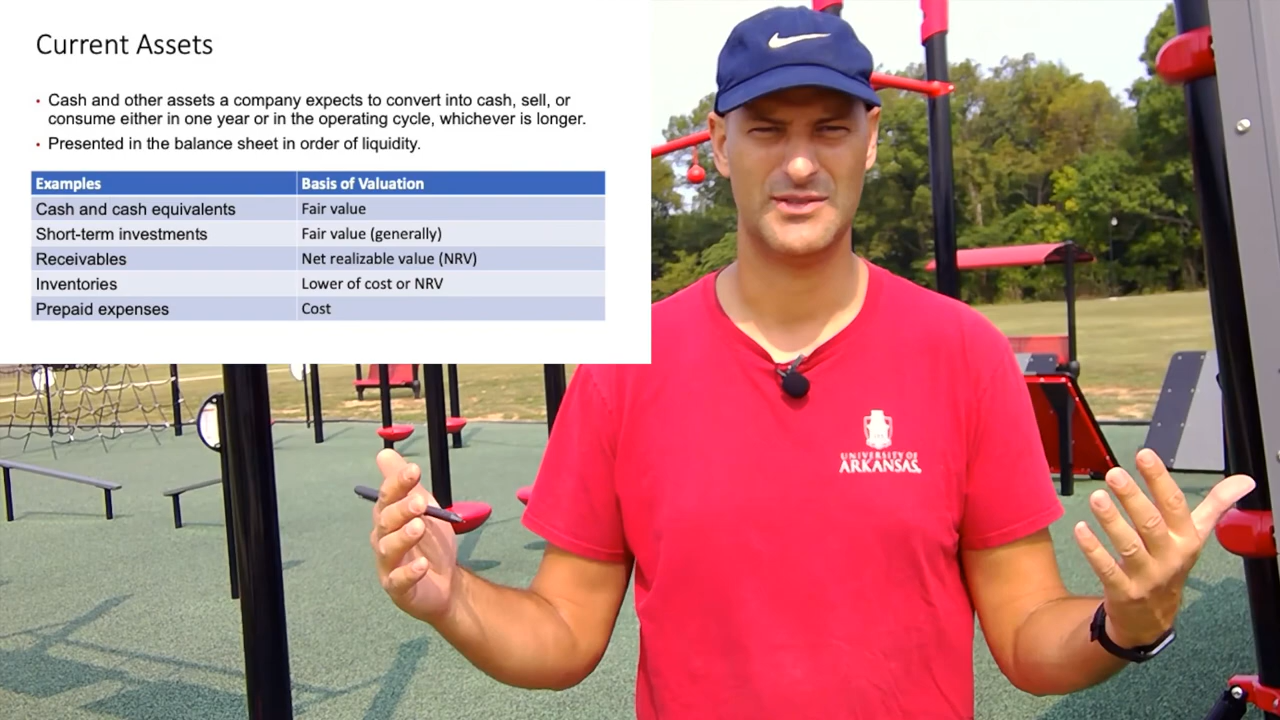 Current Assets
• Cash and other assets a company expects to convert into cash, sell, or
consume either in one year or in the operating cycle, whichever is longer.
• Presented in the balance sheet in order of liquidity.
Examples Basis of Valuation
Cash and cash equivalents Fair value
Short-term investments Fair value (generally)
Receivables Net realizable value (NRV)
Inventories Lower of cost or NRV
Prepaid expenses Cost
UNIVERSITY OF
ARKANSAS.